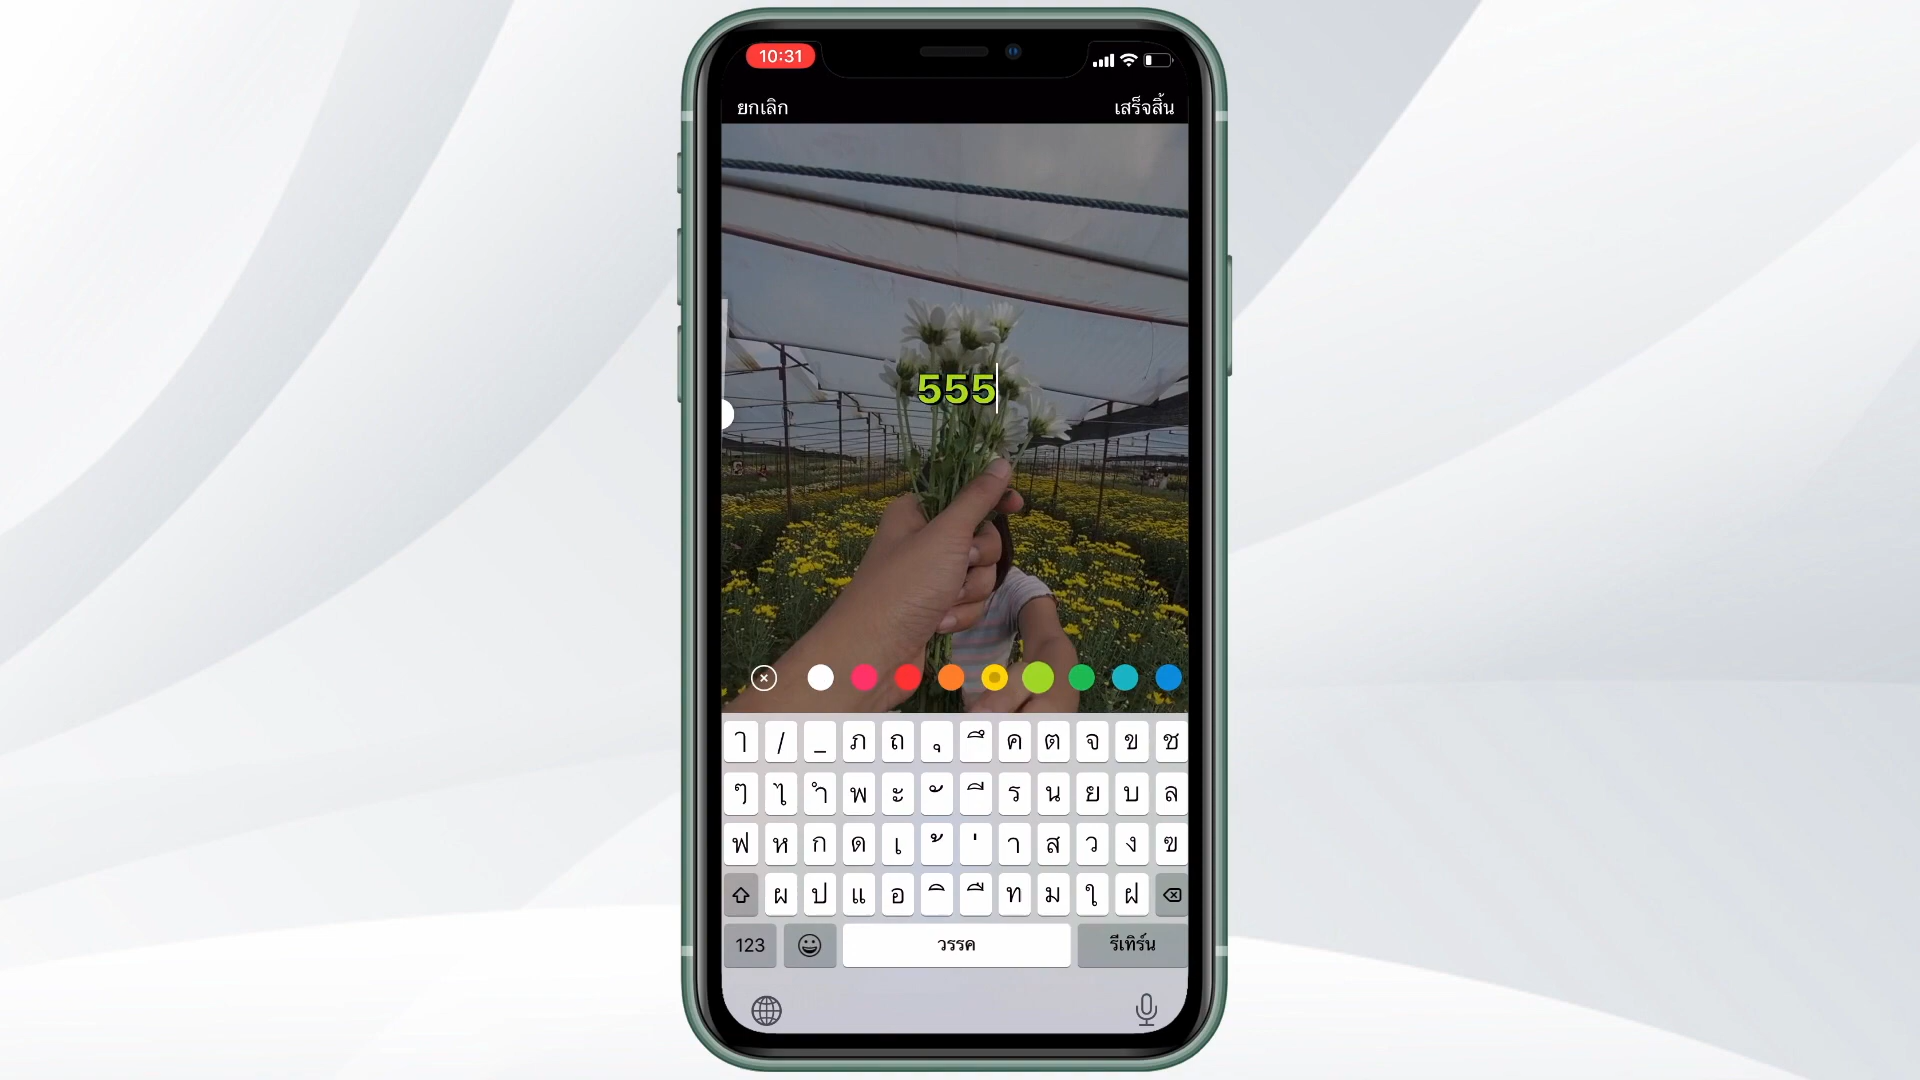 10:31
ยกเลิก เสร็จสิ้น
555
ๅ / _ ภ ถ ุ ึ ค ต จ ข ช
ๆ ไ ำ พ ะ ั ี ร น ย บ ล
ฟ ห ก ด เ ้ ่ า ส ว ง ฃ
ผ ป แ อ ิ ื ท ม ใ ฝ
123 วรรค รีเทิร์น